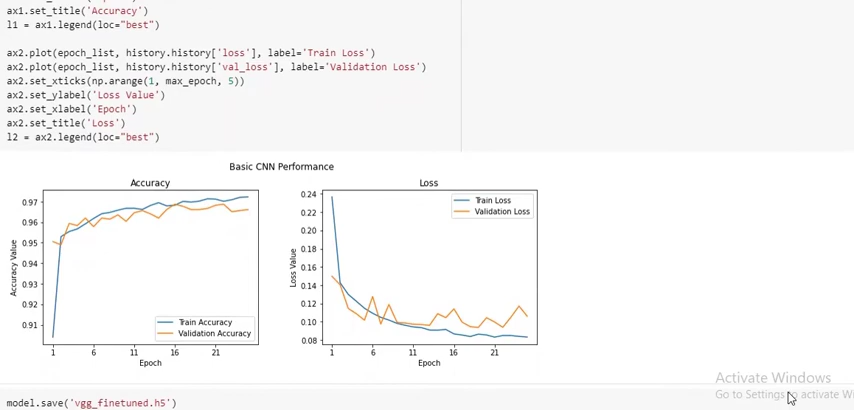 ax1.set_title('Accuracy')
l1 = ax1.legend(loc="best")
ax2.plot(epoch_list, history.history['loss'], label='Train Loss')
ax2.plot(epoch_list, history.history['val_loss'], label='Validation Loss')
ax2.set_xticks(np.arange(1, max_epoch, 5))
ax2.set_ylabel('Loss Value')
ax2.set_xlabel('Epoch')
ax2.set_title('Loss')
l2 = ax2.legend(loc="best")
Basic CNN Performance
Accuracy
Accuracy Value
0.97
0.96
0.95
0.94
0.93
0.92
0.91
Train Accuracy
Validation Accuracy
1 6 11 16 21
Epoch
Loss
Loss Value
0.24
0.22
0.20
0.18
0.16
0.14
0.12
0.10
0.08
Train Loss
Validation Loss
1 6 11 16 21
Epoch
Activate Windows
Go to Settings to activate
model.save('vgg_finetuned.h5')